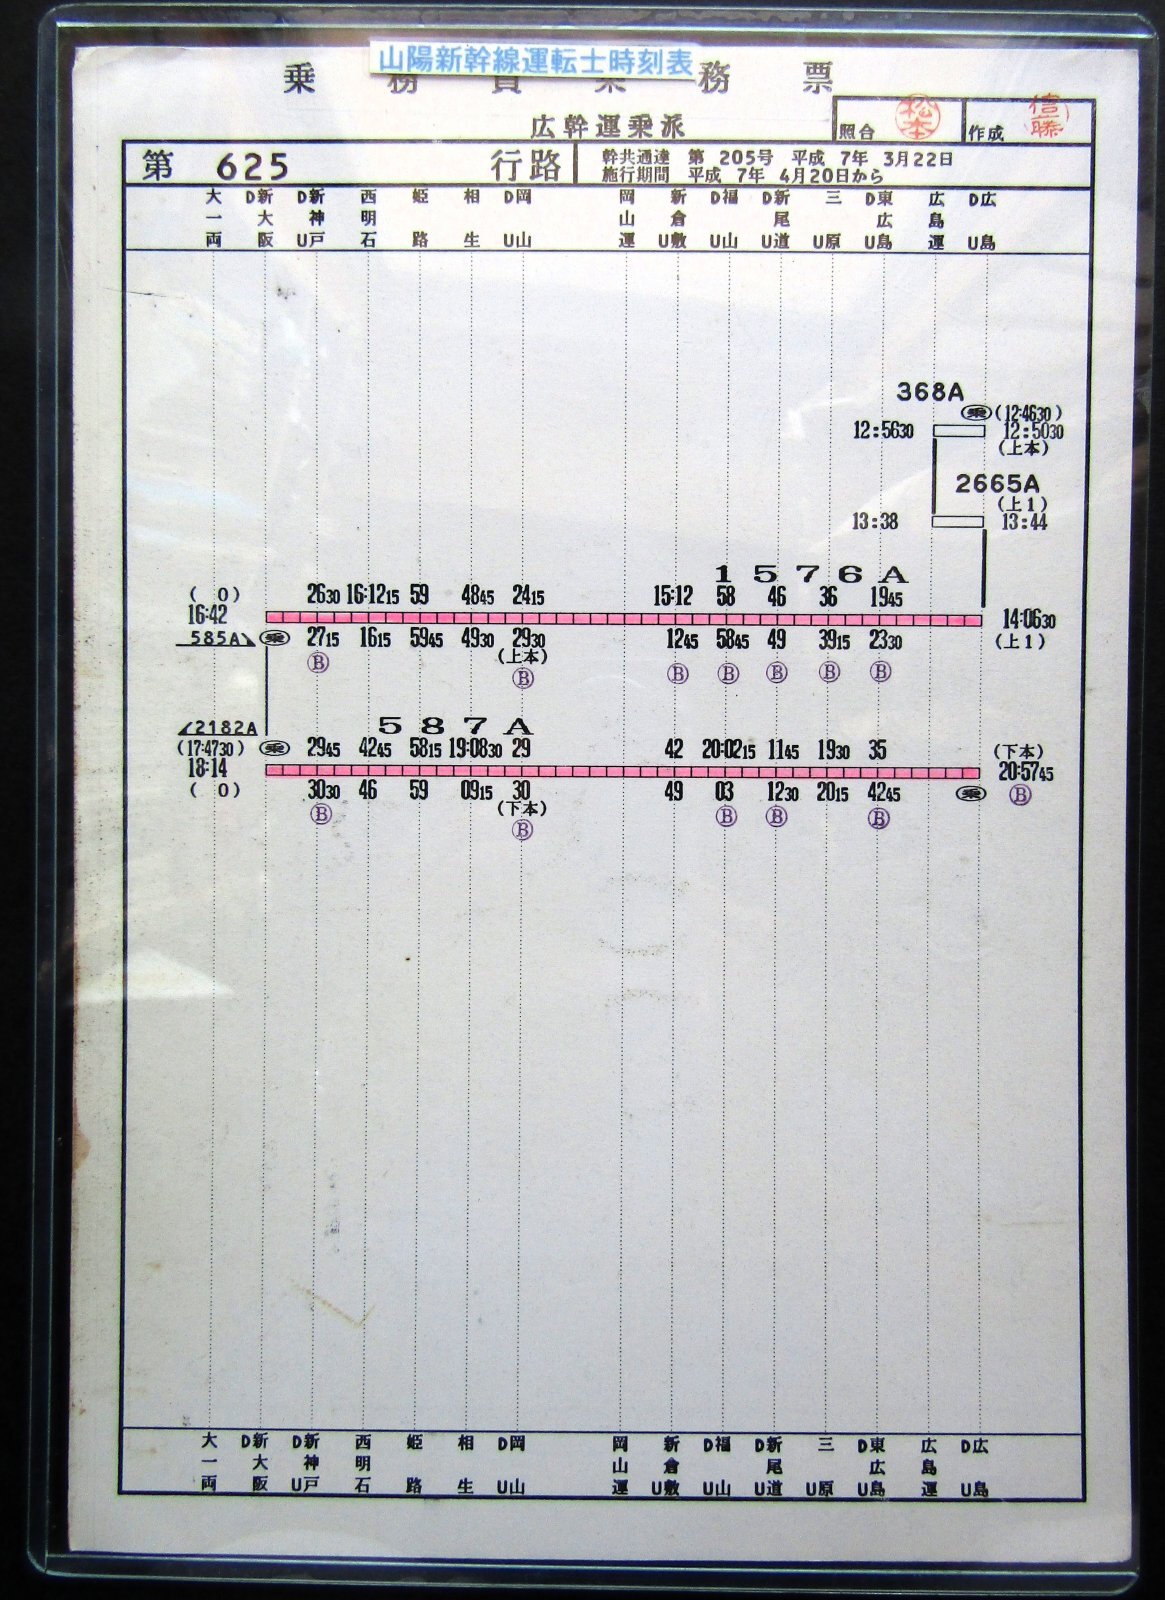 山陽新幹線運転士時刻表
乗務員乗務票
広幹運乗派
照合 松本 作成
第 625 行路
幹共通達 第 205号 平成 7年 3月22日
施行期間 平成 7年 4月20日から
大一両 D新大阪 D新神U戸 西明石 姫路 相生 D岡U山 岡山運 新倉U敷 D福U山 D新尾U道 三U原 D東広U島 広島運 D広U島
368A
乗 (12:4630)
12:5630 12:5030
(上本)
2665A
(上1)
13:38 13:44
1576A
( 0) 2630 16:1215 59 4845 2415 15:12 58 46 36 1945
16:42 14:0630
585A 乗 2715 1615 5945 4930 2930 1245 5845 49 3915 2330 (上1)
(上本)
B B B B B B B
2182A 587A
(17:4730) 乗 2945 4245 5815 19:0830 29 42 20:0215 1145 1930 35 (下本)
18:14 20:5745
( 0) 3030 46 59 0915 30 49 03 1230 2015 4245 乗 B
(下本)
B B B B B
大一両 D新大阪 D新神U戸 西明石 姫路 相生 D岡U山 岡山運 新倉U敷 D福U山 D新尾U道 三U原 D東広U島 広島運 D広U島